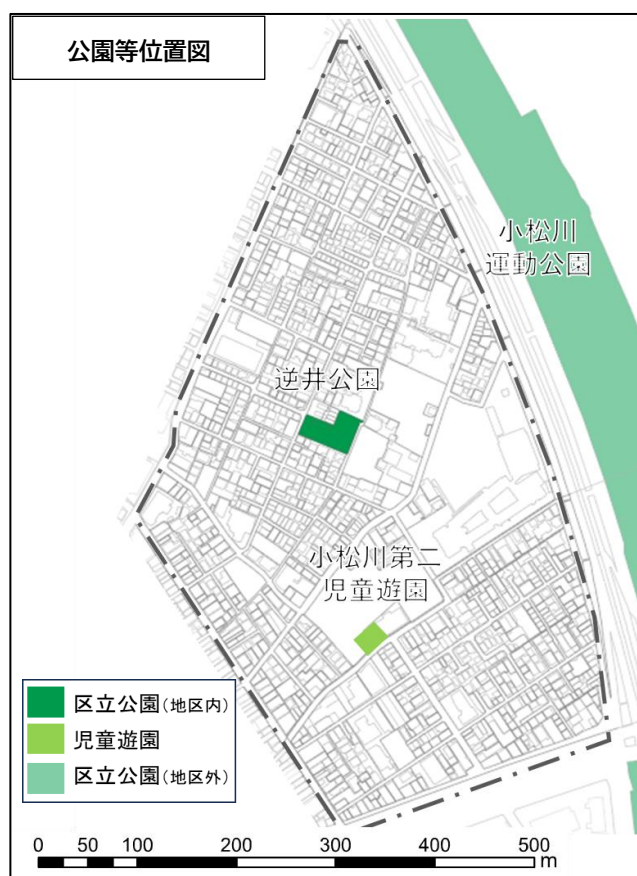 公園等位置図
小松川
運動公園
逆井公園
小松川第二
児童遊園
区立公園(地区内)
児童遊園
区立公園(地区外)
0 50 100 200 300 400 500
m